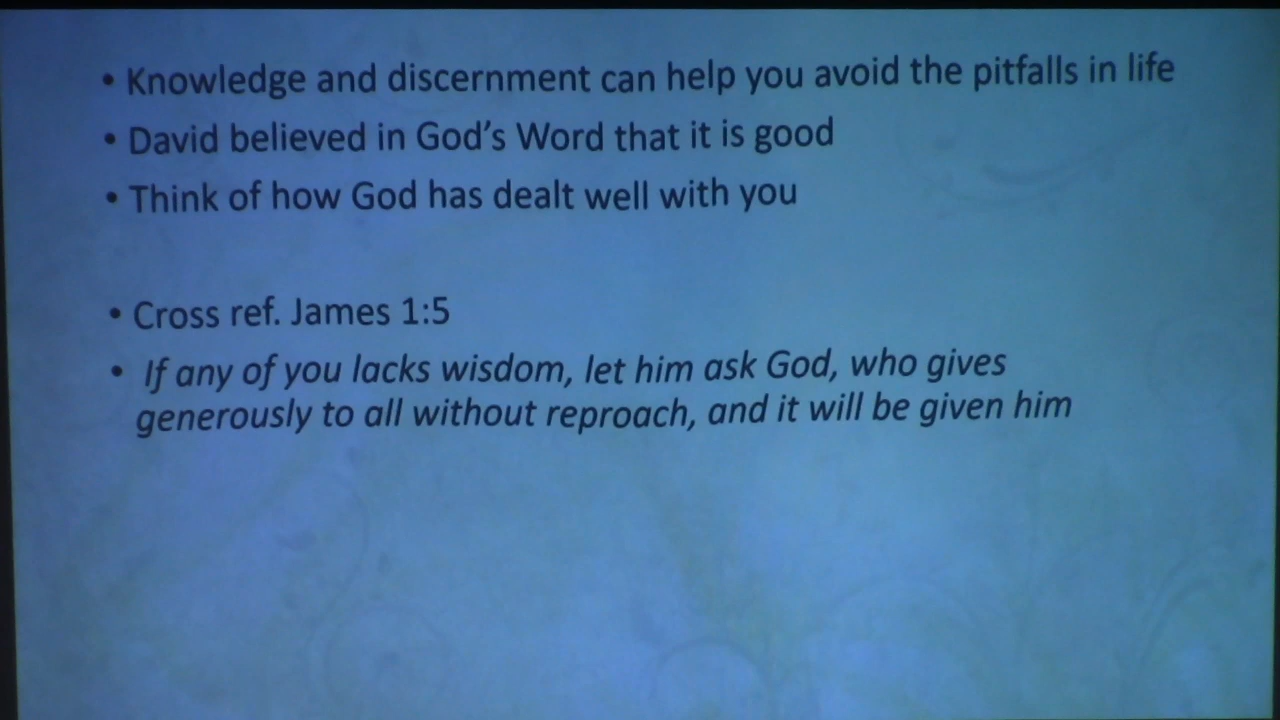 • Knowledge and discernment can help you avoid the pitfalls in life
• David believed in God's Word that it is good
• Think of how God has dealt well with you
• Cross ref. James 1:5
• If any of you lacks wisdom, let him ask God, who gives
generously to all without reproach, and it will be given him